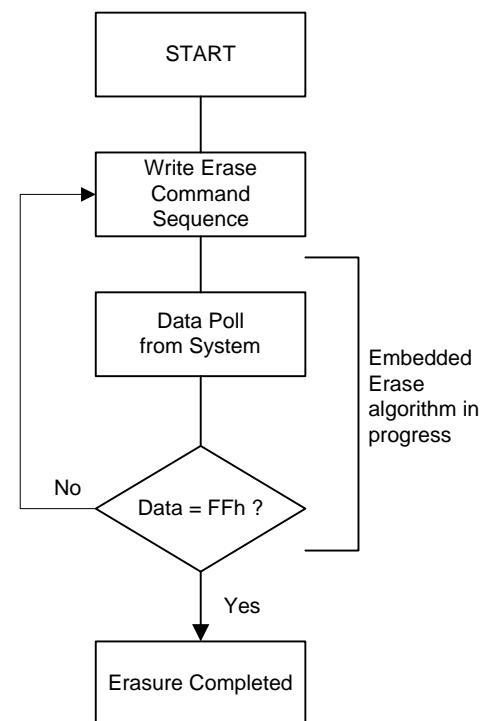 START
Write Erase
Command
Sequence
Data Poll
from System
Embedded
Erase
algorithm in
progress
No
Data = FFh ?
Yes
Erasure Completed